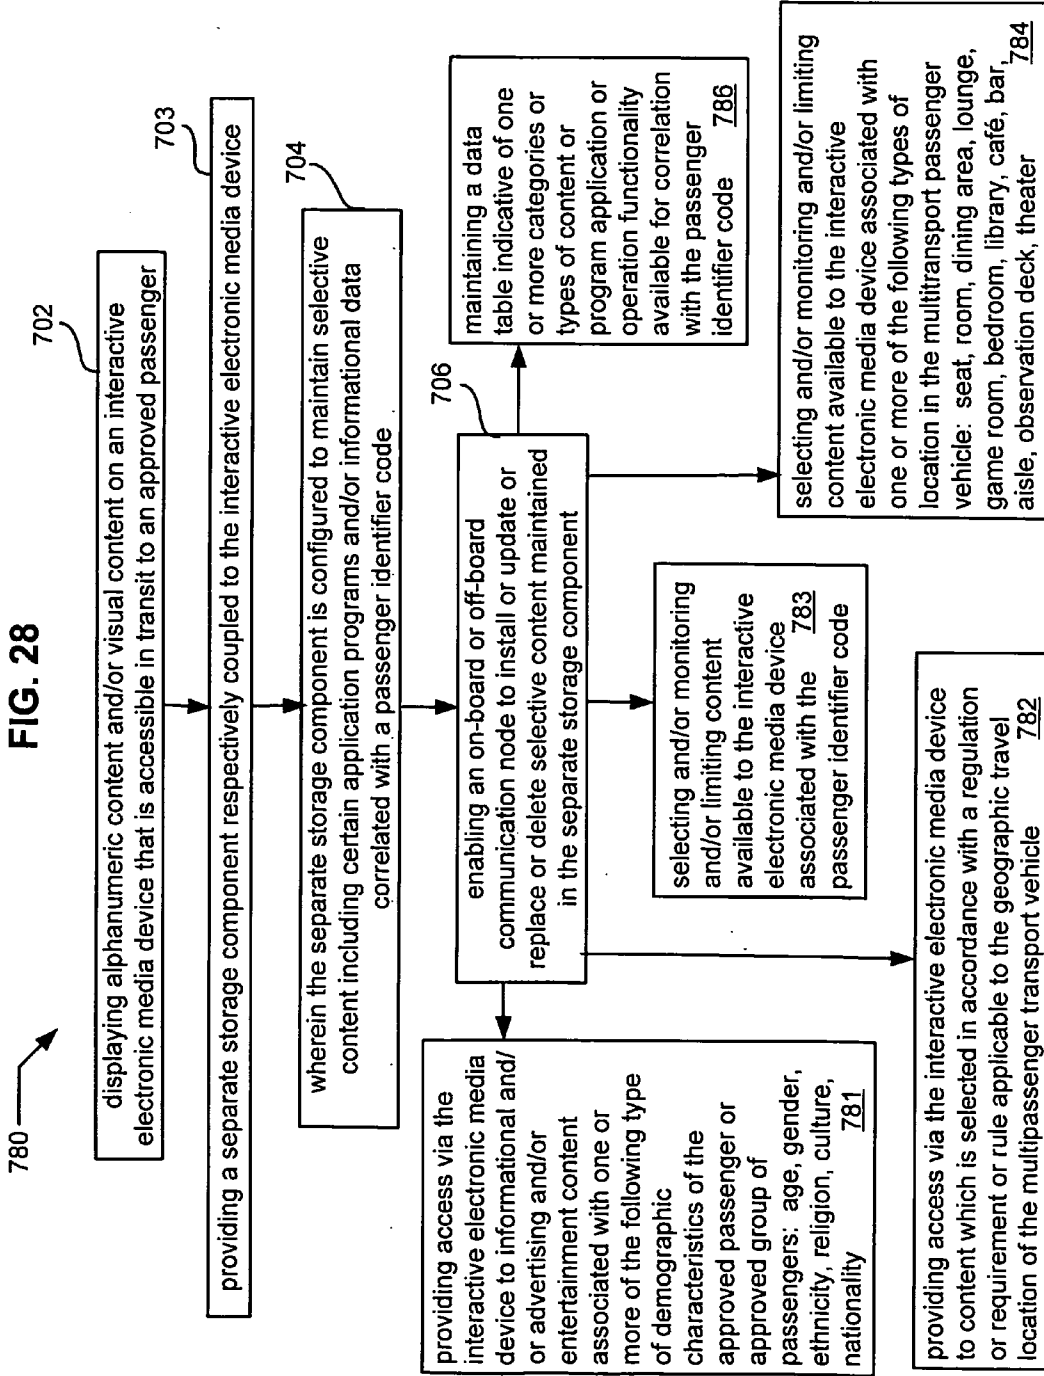 FIG. 28
780
702
displaying alphanumeric content and/or visual content on an interactive
electronic media device that is accessible in transit to an approved passenger
703
providing a separate storage component respectively coupled to the interactive electronic media device
704
wherein the separate storage component is configured to maintain selective
content including certain application programs and/or informational data
correlated with a passenger identifier code
706
enabling an on-board or off-board
communication node to install or update or
replace or delete selective content maintained
in the separate storage component
providing access via the
interactive electronic media
device to informational and/
or advertising and/or
entertainment content
associated with one or
more of the following type
of demographic
characteristics of the
approved passenger or
approved group of
passengers: age, gender,
ethnicity, religion, culture,
nationality 781
providing access via the interactive electronic media device
to content which is selected in accordance with a regulation
or requirement or rule applicable to the geographic travel
location of the multipassenger transport vehicle 782
selecting and/or monitoring
and/or limiting content
available to the interactive
electronic media device
associated with the 783
passenger identifier code
maintaining a data
table indicative of one
or more categories or
types of content or
program application or
operation functionality
available for correlation
with the passenger
identifier code 786
selecting and/or monitoring and/or limiting
content available to the interactive
electronic media device associated with
one or more of the following types of
location in the multitransport passenger
vehicle: seat, room, dining area, lounge,
game room, bedroom, library, café, bar,
aisle, observation deck, theater 784